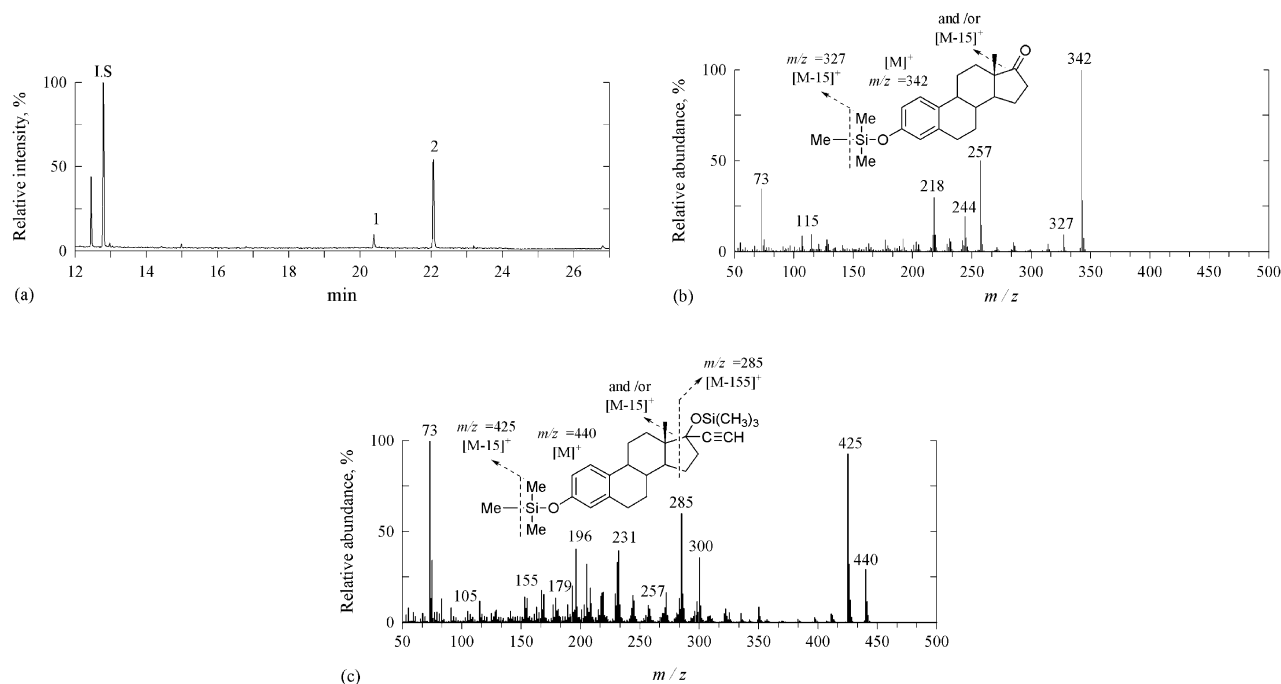 I.S
100
50
0
1
2
12 14 16 18 20 22 24 26
min
Relative intensity, %
(a)
and /or
[M-15]⁺
O
m/z =327
[M-15]⁺
[M]⁺
m/z =342
Me
Me
Si
O
Me
100
50
0
73
115
218
244
257
327
342
50 100 150 200 250 300 350 400 450 500
m / z
Relative abundance, %
(b)
m/z =285
[M-155]⁺
and /or
[M-15]⁺
OSi(CH₃)₃
C≡CH
m/z =425
[M-15]⁺
m/z =440
[M]⁺
Me
Me
Si
O
Me
100
50
0
73
105
155
179
196
231
257
285
300
425
440
50 100 150 200 250 300 350 400 450 500
m / z
Relative abundance, %
(c)